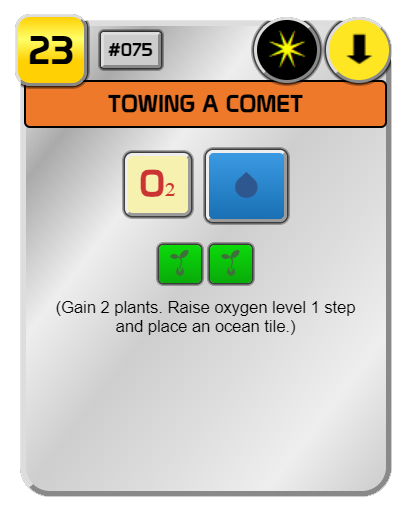 23
#075
TOWING A COMET
O2
(Gain 2 plants. Raise oxygen level 1 step
and place an ocean tile.)